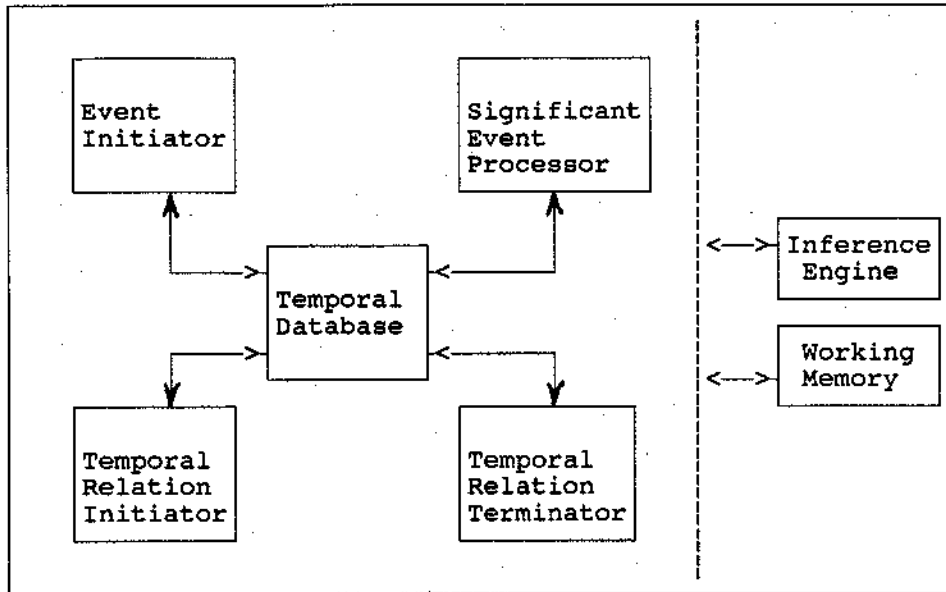 Event
Initiator
Significant
Event
Processor
Temporal
Database
Inference
Engine
Working
Memory
Temporal
Relation
Initiator
Temporal
Relation
Terminator